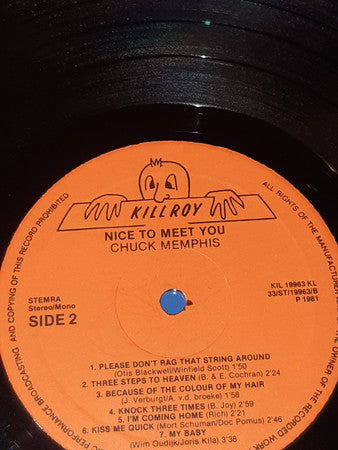 KILLROY
NICE TO MEET YOU
CHUCK MEMPHIS
STEMRA
Stereo/Mono
SIDE 2
KIL 19963 KL
33/ST/19963/B
P 1981
1. PLEASE DON'T RAG THAT STRING AROUND
(Otis Blackwell/Winfield Scott) 1'50
2. THREE STEPS TO HEAVEN (B. & E. Cochran) 2'24
3. BECAUSE OF THE COLOUR OF MY HAIR
(J. Verburgt/A. v.d. broeke) 1'58
4. KNOCK THREE TIMES (B. Joy) 2'59
5. I'M COMING HOME (Rich) 2'21
6. KISS ME QUICK (Mort Schuman/Doc Pomus) 2'46
7. MY BABY
(Wim Oudijk/Joris Kila) 3'38
PERFORMANCE BROADCASTING AND COPYING OF THIS RECORD PROHIBITED
ALL RIGHTS OF THE MANUFACTURER
OWNER OF THE RECORDED WORK